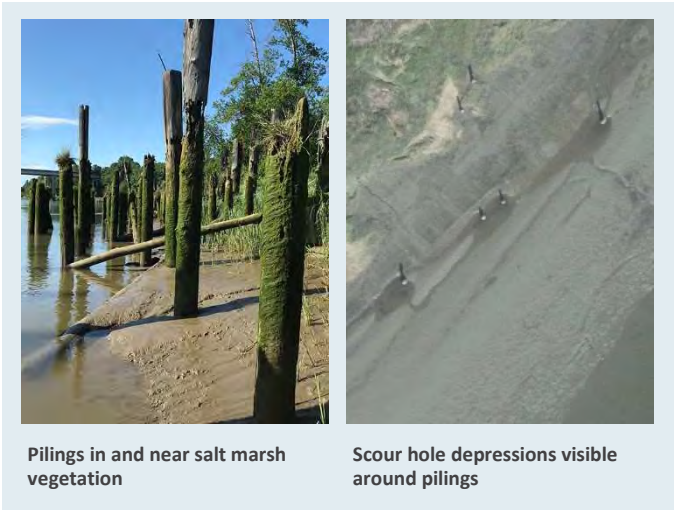 Pilings in and near salt marsh
vegetation
Scour hole depressions visible
around pilings